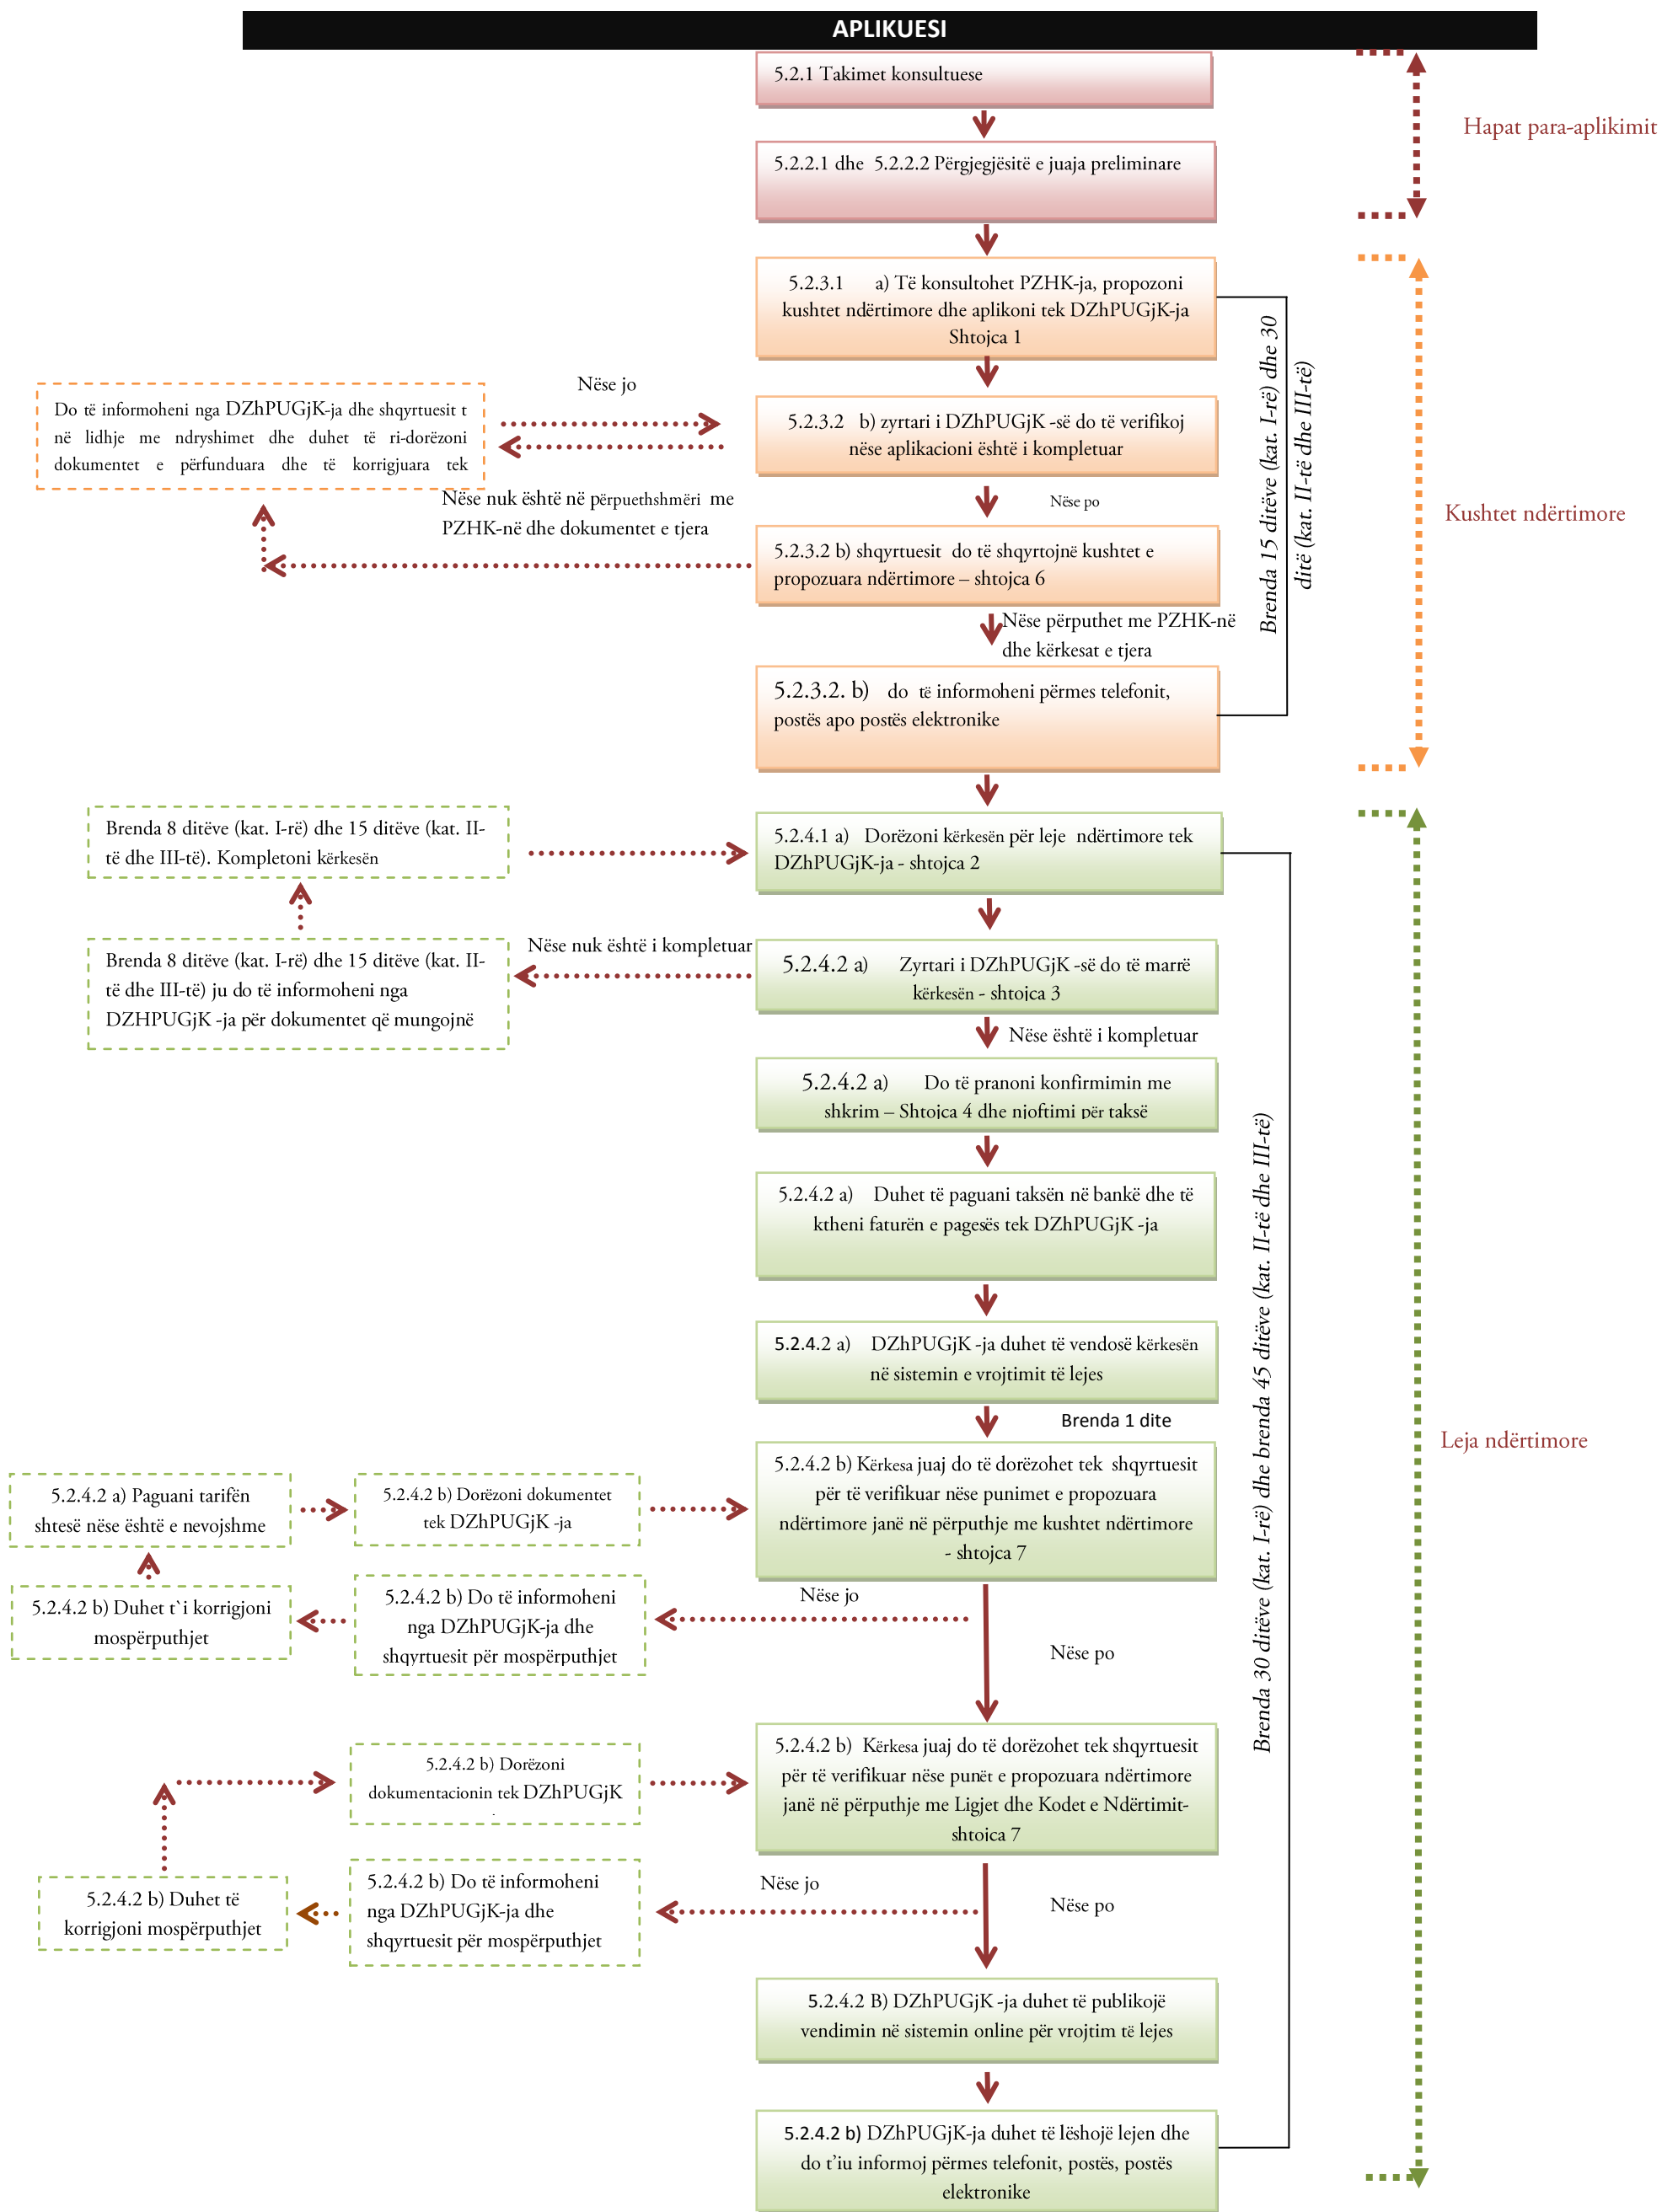 APLIKUESI
5.2.1 Takimet konsultuese
Hapat para-aplikimit
5.2.2.1 dhe 5.2.2.2 Përgjegjësitë e juaja preliminare
5.2.3.1 a) Të konsultohet PZHK-ja, propozoni
kushtet ndërtimore dhe aplikoni tek DZhPUGjK-ja
Shtojca 1
Brenda 15 ditëve (kat. I-rë) dhe 30
ditë (kat. II-të dhe III-të)
Kushtet ndërtimore
Nëse jo
Do të informoheni nga DZhPUGjK-ja dhe shqyrtuesit t
në lidhje me ndryshimet dhe duhet të ri-dorëzoni
dokumentet e përfunduara dhe të korrigjuara tek
5.2.3.2 b) zyrtari i DZhPUGjK -së do të verifikoj
nëse aplikacioni është i kompletuar
Nëse nuk është në përpuethshmëri me
PZHK-në dhe dokumentet e tjera
Nëse po
5.2.3.2 b) shqyrtuesit do të shqyrtojnë kushtet e
propozuara ndërtimore – shtojca 6
Nëse përputhet me PZHK-në
dhe kërkesat e tjera
5.2.3.2. b) do të informoheni përmes telefonit,
postës apo postës elektronike
Brenda 8 ditëve (kat. I-rë) dhe 15 ditëve (kat. II-
të dhe III-të). Kompletoni kërkesën
5.2.4.1 a) Dorëzoni kërkesën për leje ndërtimore tek
DZhPUGjK-ja - shtojca 2
Nëse nuk është i kompletuar
Brenda 8 ditëve (kat. I-rë) dhe 15 ditëve (kat. II-
të dhe III-të) ju do të informoheni nga
DZHPUGjK -ja për dokumentet që mungojnë
5.2.4.2 a) Zyrtari i DZhPUGjK -së do të marrë
kërkesën - shtojca 3
Nëse është i kompletuar
5.2.4.2 a) Do të pranoni konfirmimin me
shkrim – Shtojca 4 dhe njoftimi për taksë
5.2.4.2 a) Duhet të paguani taksën në bankë dhe të
ktheni faturën e pagesës tek DZhPUGjK -ja
Brenda 30 ditëve (kat. I-rë) dhe brenda 45 ditëve (kat. II-të dhe III-të)
Leja ndërtimore
5.2.4.2 a) DZhPUGjK -ja duhet të vendosë kërkesën
në sistemin e vrojtimit të lejes
Brenda 1 dite
5.2.4.2 b) Kërkesa juaj do të dorëzohet tek shqyrtuesit
për të verifikuar nëse punimet e propozuara
ndërtimore janë në përputhje me kushtet ndërtimore
- shtojca 7
5.2.4.2 a) Paguani tarifën
shtesë nëse është e nevojshme
5.2.4.2 b) Dorëzoni dokumentet
tek DZhPUGjK -ja
5.2.4.2 b) Duhet t`i korrigjoni
mospërputhjet
5.2.4.2 b) Do të informoheni
nga DZhPUGjK-ja dhe
shqyrtuesit për mospërputhjet
Nëse jo
Nëse po
5.2.4.2 b) Dorëzoni
dokumentacionin tek DZhPUGjK
5.2.4.2 b) Kërkesa juaj do të dorëzohet tek shqyrtuesit
për të verifikuar nëse punët e propozuara ndërtimore
janë në përputhje me Ligjet dhe Kodet e Ndërtimit-
shtojca 7
5.2.4.2 b) Duhet të
korrigjoni mospërputhjet
5.2.4.2 b) Do të informoheni
nga DZhPUGjK-ja dhe
shqyrtuesit për mospërputhjet
Nëse jo
Nëse po
5.2.4.2 B) DZhPUGjK -ja duhet të publikojë
vendimin në sistemin online për vrojtim të lejes
5.2.4.2 b) DZhPUGjK-ja duhet të lëshojë lejen dhe
do t’iu informoj përmes telefonit, postës, postës
elektronike